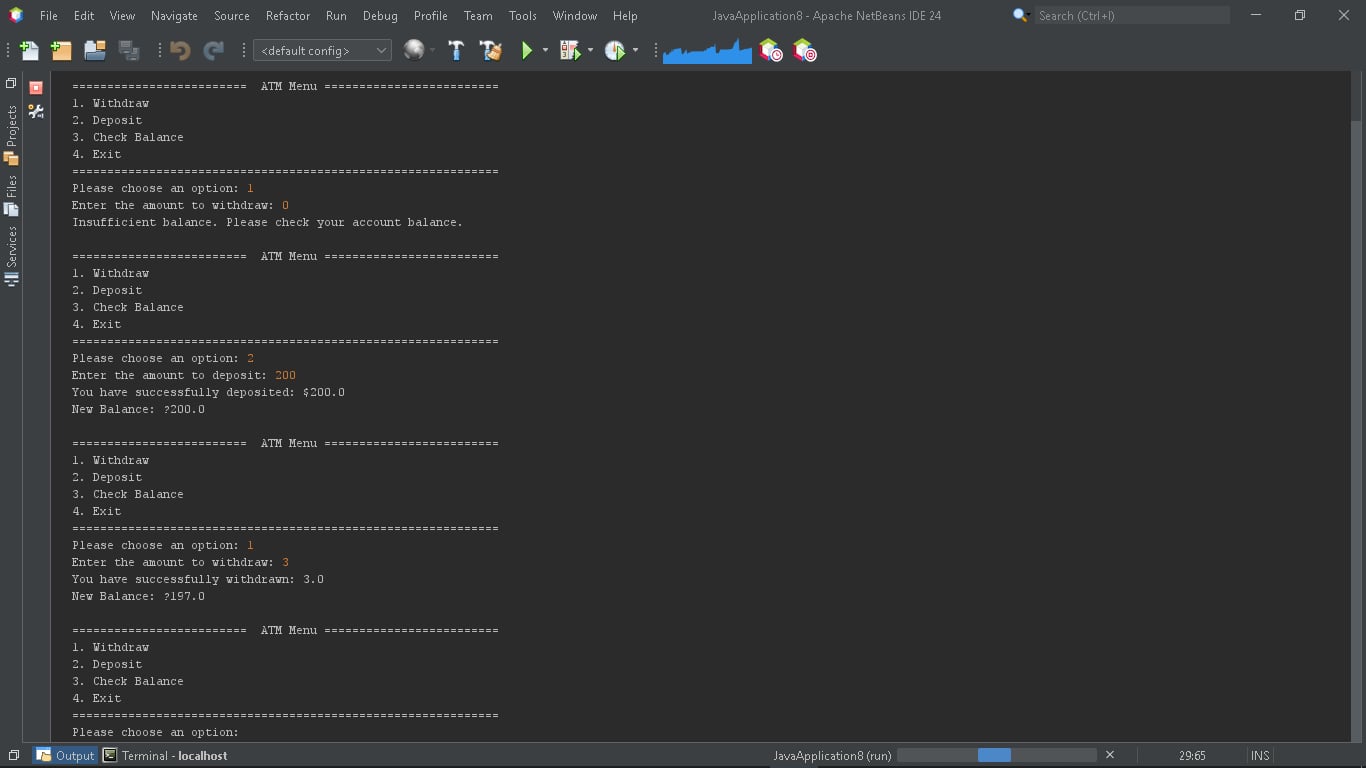 File Edit View Navigate Source Refactor Run Debug Profile Team Tools Window Help JavaApplication8 - Apache NetBeans IDE 24 Search (Ctrl+I)
<default config>
Projects
Files
Services
========================= ATM Menu =========================
1. Withdraw
2. Deposit
3. Check Balance
4. Exit
=============================================================
Please choose an option: 1
Enter the amount to withdraw: 0
Insufficient balance. Please check your account balance.
========================= ATM Menu =========================
1. Withdraw
2. Deposit
3. Check Balance
4. Exit
=============================================================
Please choose an option: 2
Enter the amount to deposit: 200
You have successfully deposited: $200.0
New Balance: ?200.0
========================= ATM Menu =========================
1. Withdraw
2. Deposit
3. Check Balance
4. Exit
=============================================================
Please choose an option: 1
Enter the amount to withdraw: 3
You have successfully withdrawn: 3.0
New Balance: ?197.0
========================= ATM Menu =========================
1. Withdraw
2. Deposit
3. Check Balance
4. Exit
=============================================================
Please choose an option:
Output Terminal - localhost JavaApplication8 (run) 29:65 INS